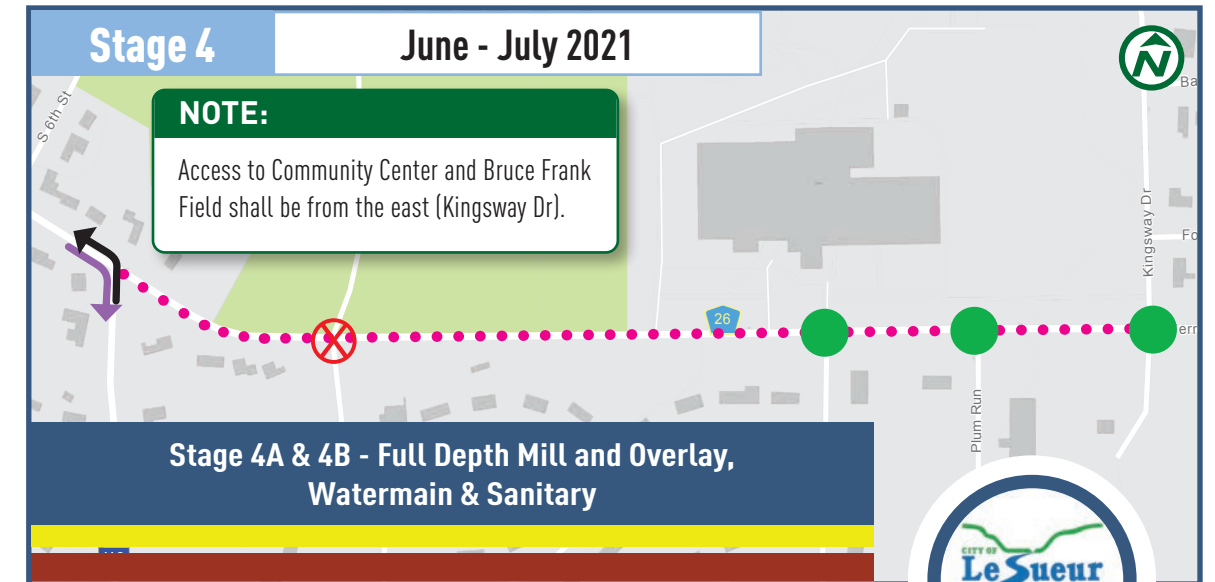 Stage 4
June - July 2021
N
Ba
S 6th St
NOTE:
Access to Community Center and Bruce Frank
Field shall be from the east (Kingsway Dr).
Kingsway Dr
Fo
26
Plum Run
Stage 4A & 4B - Full Depth Mill and Overlay,
Watermain & Sanitary
CITY OF
Le Sueur